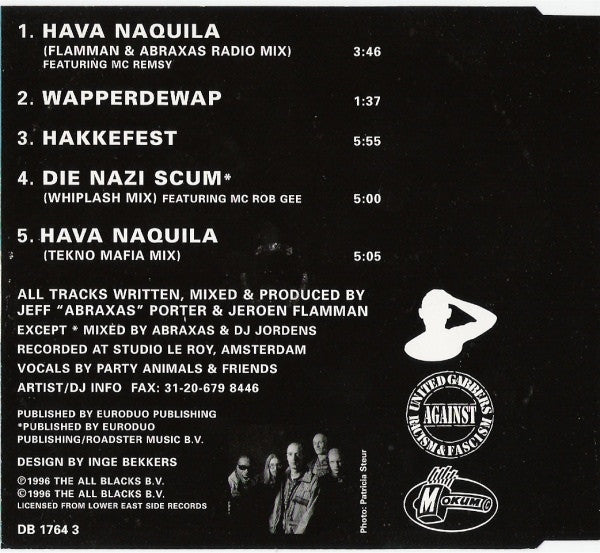 1. HAVA NAQUILA
(FLAMMAN & ABRAXAS RADIO MIX) 3:46
FEATURING MC REMSY
2. WAPPERDEWAP 1:37
3. HAKKEFEST 5:55
4. DIE NAZI SCUM*
(WHIPLASH MIX) FEATURING MC ROB GEE 5:00
5. HAVA NAQUILA
(TEKNO MAFIA MIX) 5:05
ALL TRACKS WRITTEN, MIXED & PRODUCED BY
JEFF "ABRAXAS" PORTER & JEROEN FLAMMAN
EXCEPT * MIXED BY ABRAXAS & DJ JORDENS
RECORDED AT STUDIO LE ROY, AMSTERDAM
VOCALS BY PARTY ANIMALS & FRIENDS
ARTIST/DJ INFO FAX: 31-20-679 8446
PUBLISHED BY EURODUO PUBLISHING
*PUBLISHED BY EURODUO
PUBLISHING/ROADSTER MUSIC B.V.
DESIGN BY INGE BEKKERS
℗1996 THE ALL BLACKS B.V.
©1996 THE ALL BLACKS B.V.
LICENSED FROM LOWER EAST SIDE RECORDS
DB 1764 3
Photo: Patricia Steur
UNITED GABBERS
AGAINST
RACISM & FASCISM
MOKUM